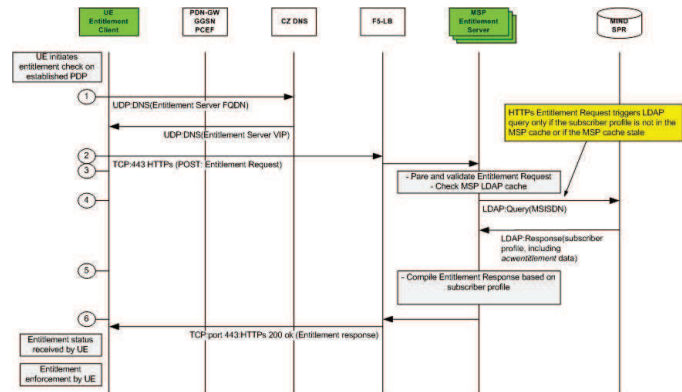 UE
Entitlement
Client
PDN-GW
GGSN
PCEF
CZ DNS
F5-LB
MSP
Entitlement
Server
MIND
SPR
UE initiates
entitlement check on
established PDP
HTTPs Entitlement Request triggers LDAP
query only if the subscriber profile is not in the
MSP cache or if the MSP cache stale
1
UDP:DNS(Entitlement Server FQDN)
UDP:DNS(Entitlement Server VIP)
2
TCP:443 HTTPs (POST: Entitlement Request)
3
- Pare and validate Entitlement Request
- Check MSP LDAP cache
4
LDAP:Query(MSISDN)
LDAP:Response(subscriber
profile, including
acwentitlement data)
5
- Compile Entitlement Response based on
subscriber profile
6
TCP:port 443:HTTPs 200 ok (Entitlement response)
Entitlement status
received by UE
Entitlement
enforcement by UE